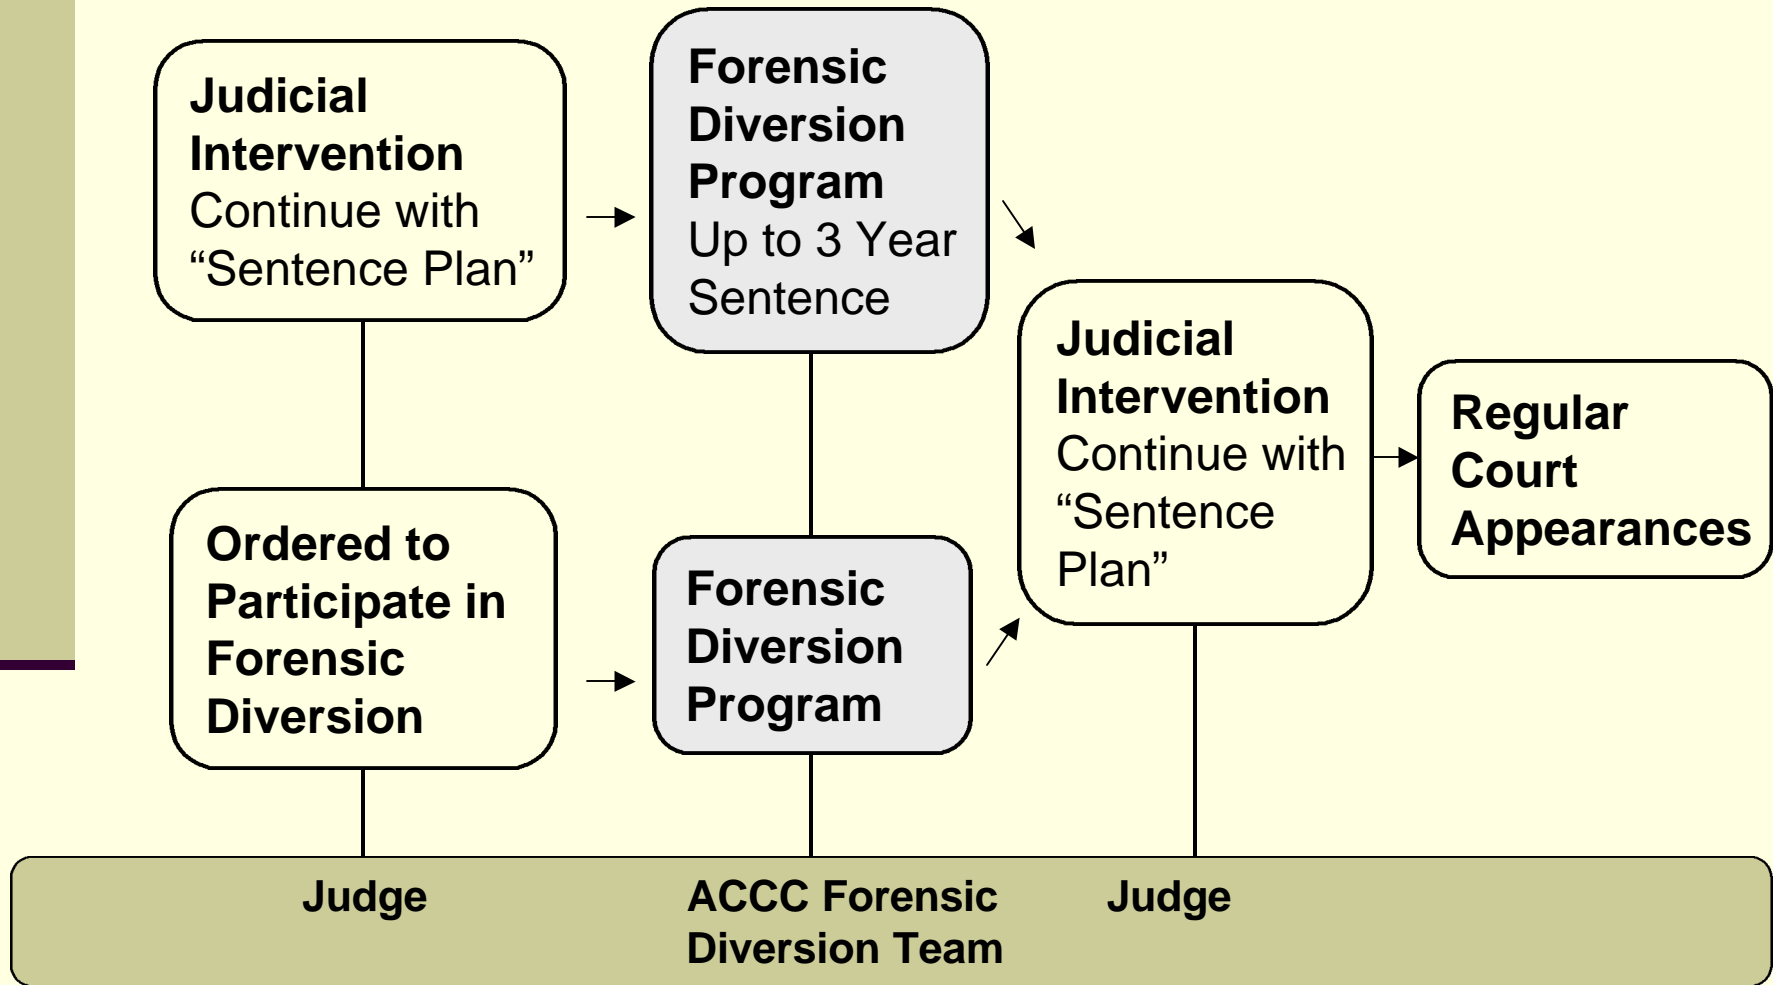 Judicial
Intervention
Continue with
“Sentence Plan”
Forensic
Diversion
Program
Up to 3 Year
Sentence
Judicial
Intervention
Continue with
“Sentence
Plan”
Regular
Court
Appearances
Ordered to
Participate in
Forensic
Diversion
Forensic
Diversion
Program
Judge
ACCC Forensic
Diversion Team
Judge